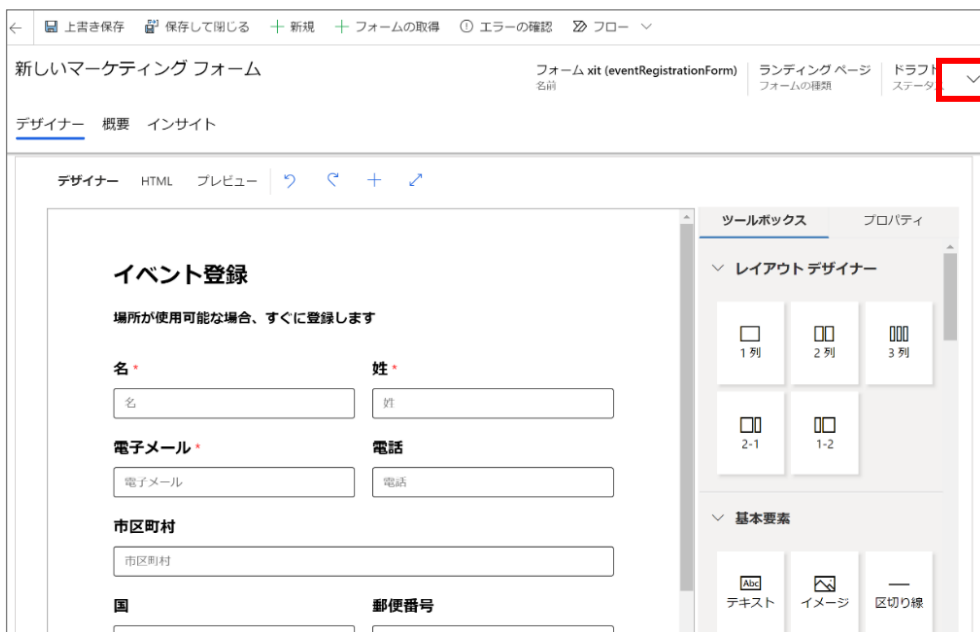 上書き保存 保存して閉じる 新規 フォームの取得 エラーの確認 フロー
新しいマーケティング フォーム
フォーム xit (eventRegistrationForm) ランディング ページ ドラフト
名前 フォームの種類 ステータ
デザイナー 概要 インサイト
デザイナー HTML プレビュー
ツールボックス プロパティ
イベント登録
場所が使用可能な場合、すぐに登録します
名 * 姓 *
名 姓
電子メール * 電話
電子メール 電話
市区町村
市区町村
国 郵便番号
レイアウト デザイナー
1 列 2 列 3 列
2-1 1-2
基本要素
Abc
テキスト イメージ 区切り線